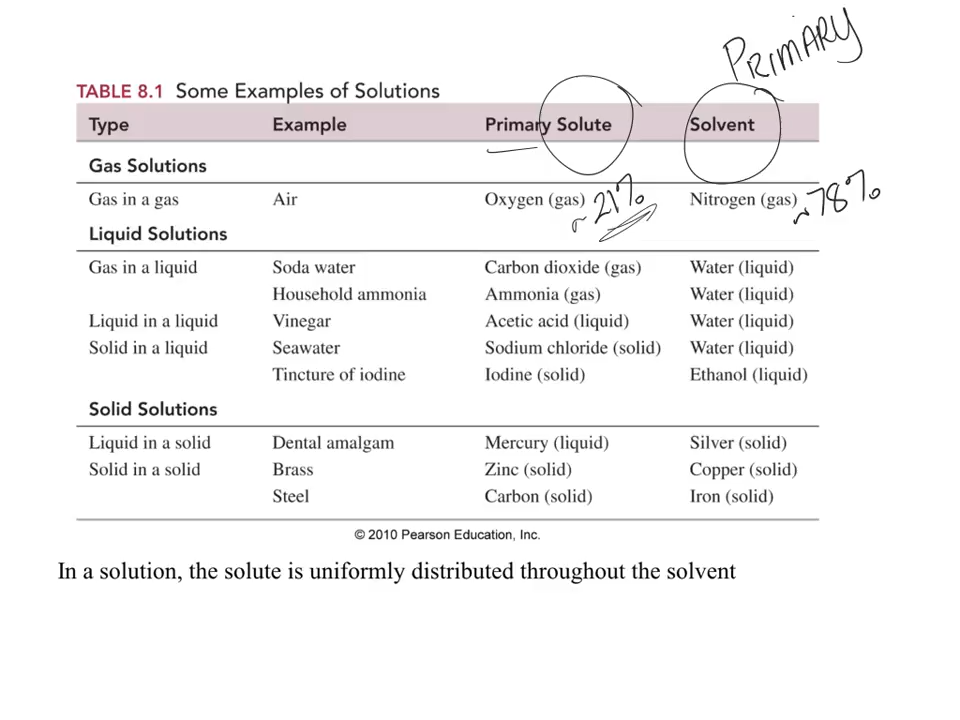 PRIMARY
TABLE 8.1 Some Examples of Solutions
Type Example Primary Solute Solvent
Gas Solutions
Gas in a gas Air Oxygen (gas) ~21% Nitrogen (gas) ~78%
Liquid Solutions
Gas in a liquid Soda water Carbon dioxide (gas) Water (liquid)
Household ammonia Ammonia (gas) Water (liquid)
Liquid in a liquid Vinegar Acetic acid (liquid) Water (liquid)
Solid in a liquid Seawater Sodium chloride (solid) Water (liquid)
Tincture of iodine Iodine (solid) Ethanol (liquid)
Solid Solutions
Liquid in a solid Dental amalgam Mercury (liquid) Silver (solid)
Solid in a solid Brass Zinc (solid) Copper (solid)
Steel Carbon (solid) Iron (solid)
© 2010 Pearson Education, Inc.
In a solution, the solute is uniformly distributed throughout the solvent